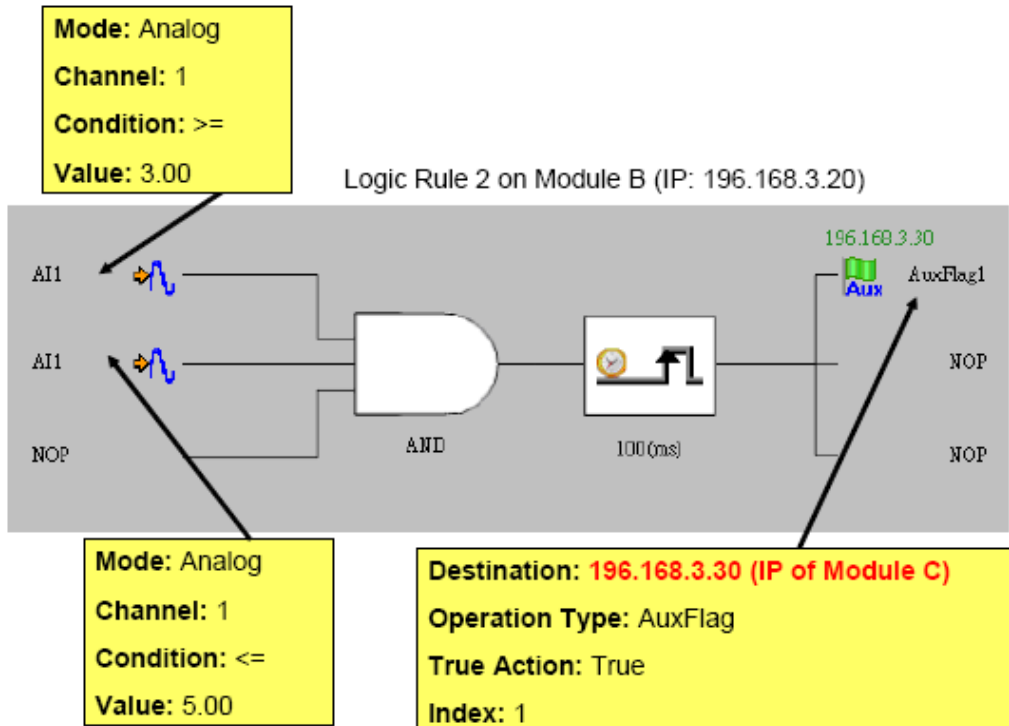 Mode: Analog
Channel: 1
Condition: >=
Value: 3.00
Logic Rule 2 on Module B (IP: 196.168.3.20)
196.168.3.30
AI1
Aux
AuxFlag1
AI1
NOP
NOP
AND
100(ms)
NOP
Mode: Analog
Channel: 1
Condition: <=
Value: 5.00
Destination: 196.168.3.30 (IP of Module C)
Operation Type: AuxFlag
True Action: True
Index: 1